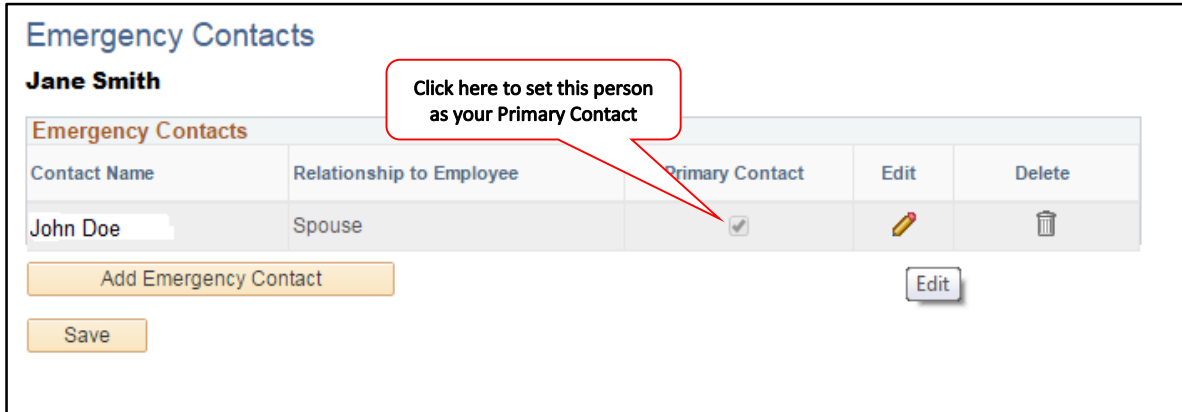 Emergency Contacts
Jane Smith
Click here to set this person
as your Primary Contact
Emergency Contacts
Contact Name Relationship to Employee Primary Contact Edit Delete
John Doe Spouse
Add Emergency Contact
Edit
Save